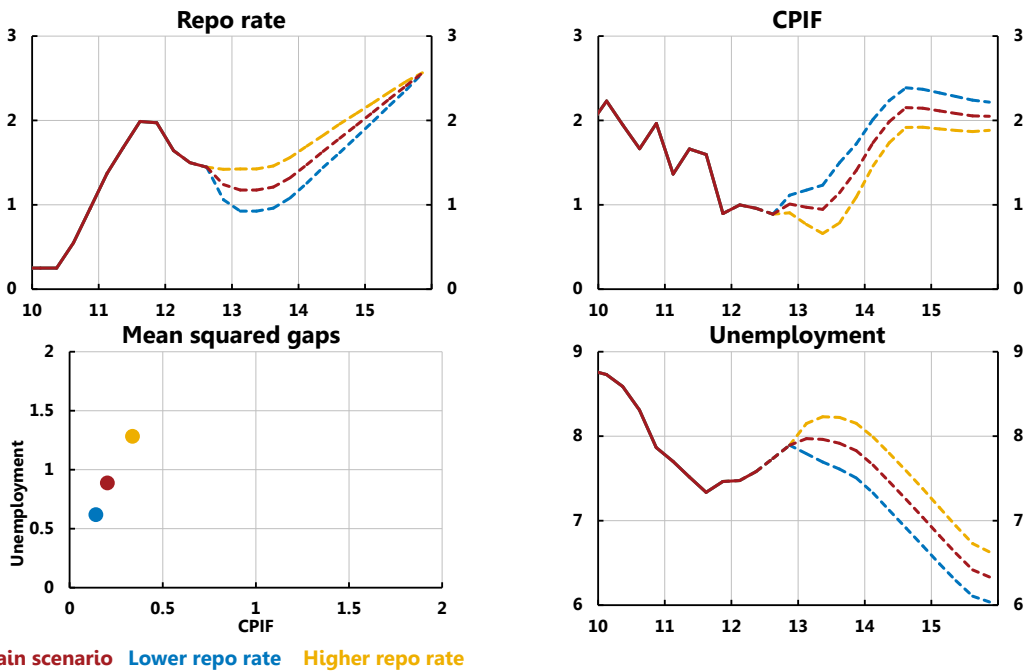 Repo rate
3 3
2 2
1 1
0 0
10 11 12 13 14 15
CPIF
3 3
2 2
1 1
0 0
10 11 12 13 14 15
Mean squared gaps
2
1.5
1
0.5
0
Unemployment
0 0.5 1 1.5 2
CPIF
Unemployment
9 9
8 8
7 7
6 6
10 11 12 13 14 15
ain scenario Lower repo rate Higher repo rate